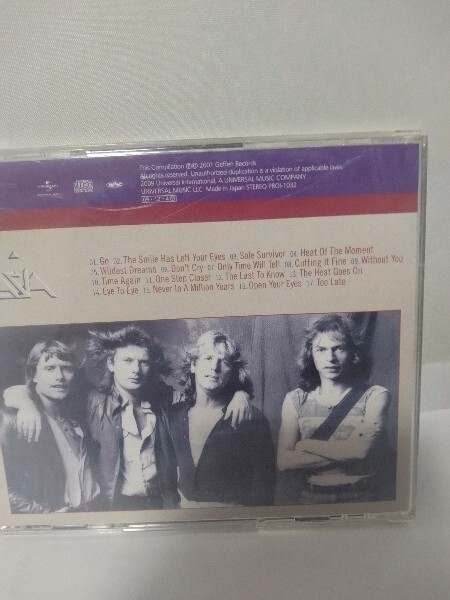 This Compilation ℗© 2001 Geffen Records
All rights reserved. Unauthorized duplication is a violation of applicable laws.
2009 Universal International, A UNIVERSAL MUSIC COMPANY
UNIVERSAL MUSIC LLC Made in Japan STEREO PROI-1032
01. Go 02. The Smile Has Left Your Eyes 03. Sole Survivor 04. Heat Of The Moment
05. Wildest Dreams 06. Don't Cry 07. Only Time Will Tell 08. Cutting It Fine 09. Without You
10. Time Again 11. One Step Closer 12. The Last To Know 13. The Heat Goes On
14. Eye To Eye 15. Never In A Million Years 16. Open Your Eyes 17. Too Late